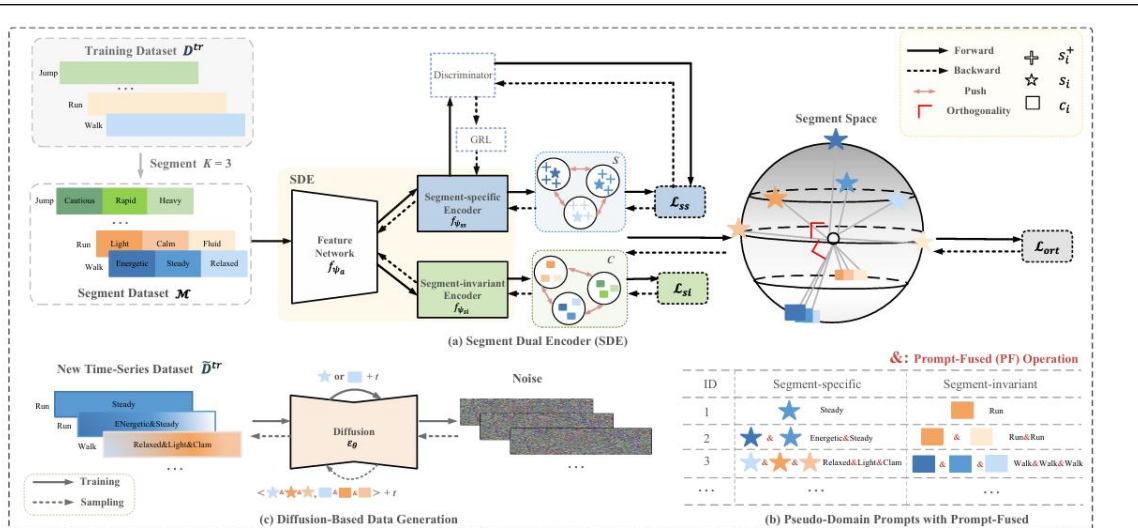 Training Dataset D^tr
Jump
...
Run
Walk
Segment K = 3
Jump Cautious Rapid Heavy
...
Run Light Calm Fluid
Walk Energetic Steady Relaxed
Segment Dataset M
SDE
Feature Network f_ψa
Discriminator
GRL
Segment-specific Encoder f_ψss
Segment-invariant Encoder f_ψsi
S
C
L_ss
L_si
(a) Segment Dual Encoder (SDE)
Segment Space
L_ort
Forward
Backward
Push
Orthogonality
s_i^+
s_i
c_i
New Time-Series Dataset D̃^tr
Run Steady
Run ENergetic&Steady
Walk Relaxed&Light&Clam
...
Training
Sampling
or + t
Diffusion ε_θ
< & & , & & > + t
Noise
...
(c) Diffusion-Based Data Generation
&: Prompt-Fused (PF) Operation
ID Segment-specific Segment-invariant
1 Steady Run
2 & Energetic&Steady & Run&Run
3 & & Relaxed&Light&Clam & & Walk&Walk&Walk
... ... ...
(b) Pseudo-Domain Prompts with Prompt-Fused